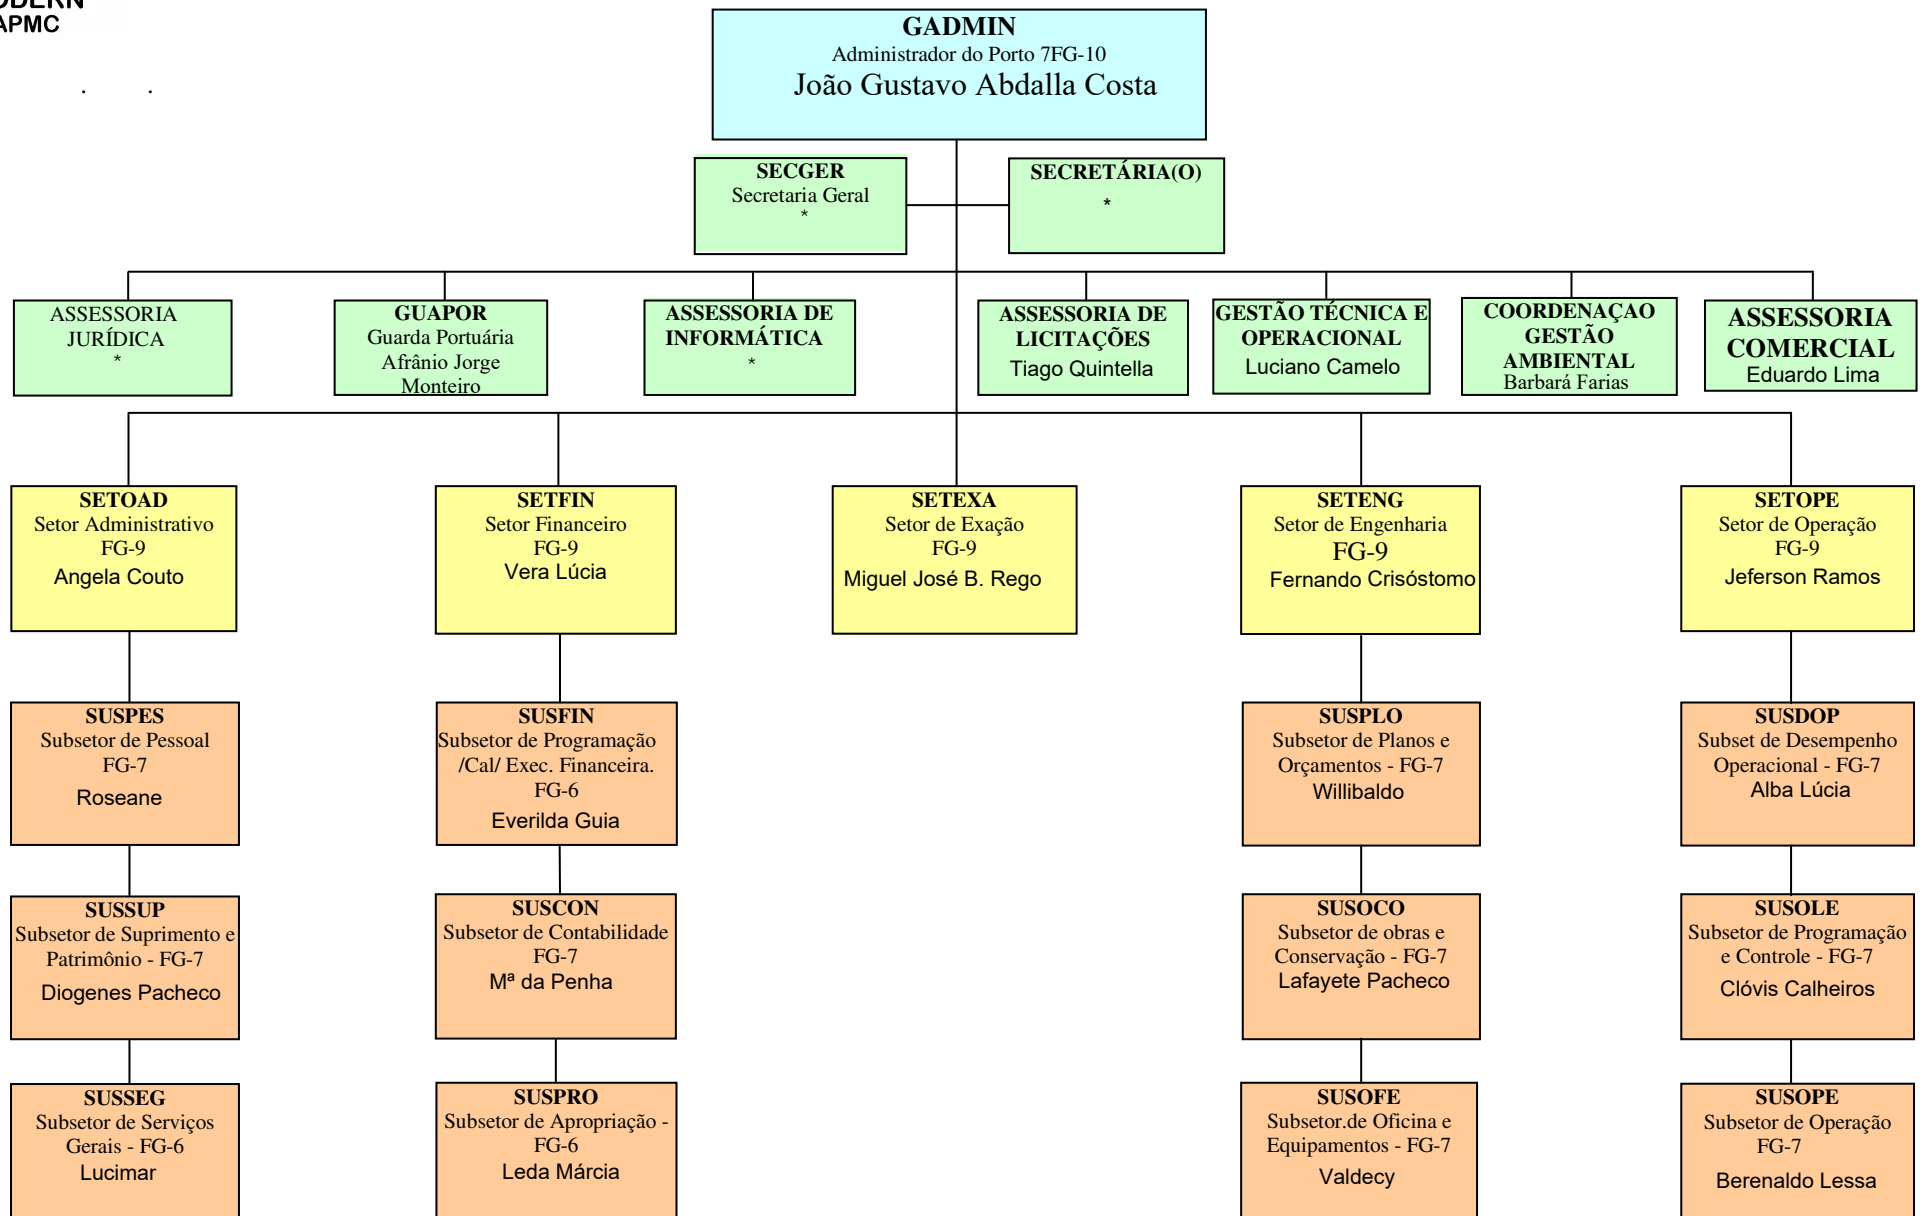 APMC
GADMIN
Administrador do Porto 7FG-10
João Gustavo Abdalla Costa
SECGER
Secretaria Geral
*
SECRETÁRIA(O)
*
ASSESSORIA
JURÍDICA
*
GUAPOR
Guarda Portuária
Afrânio Jorge
Monteiro
ASSESSORIA DE
INFORMÁTICA
*
ASSESSORIA DE
LICITAÇÕES
Tiago Quintella
GESTÃO TÉCNICA E
OPERACIONAL
Luciano Camelo
COORDENAÇAO
GESTÃO
AMBIENTAL
Barbará Farias
ASSESSORIA
COMERCIAL
Eduardo Lima
SETOAD
Setor Administrativo
FG-9
Angela Couto
SETFIN
Setor Financeiro
FG-9
Vera Lúcia
SETEXA
Setor de Exação
FG-9
Miguel José B. Rego
SETENG
Setor de Engenharia
FG-9
Fernando Crisóstomo
SETOPE
Setor de Operação
FG-9
Jeferson Ramos
SUSPES
Subsetor de Pessoal
FG-7
Roseane
SUSFIN
Subsetor de Programação
/Cal/ Exec. Financeira.
FG-6
Everilda Guia
SUSPLO
Subsetor de Planos e
Orçamentos - FG-7
Willibaldo
SUSDOP
Subset de Desempenho
Operacional - FG-7
Alba Lúcia
SUSSUP
Subsetor de Suprimento e
Patrimônio - FG-7
Diogenes Pacheco
SUSCON
Subsetor de Contabilidade
FG-7
Mª da Penha
SUSOCO
Subsetor de obras e
Conservação - FG-7
Lafayete Pacheco
SUSOLE
Subsetor de Programação
e Controle - FG-7
Clóvis Calheiros
SUSSEG
Subsetor de Serviços
Gerais - FG-6
Lucimar
SUSPRO
Subsetor de Apropriação -
FG-6
Leda Márcia
SUSOFE
Subsetor.de Oficina e
Equipamentos - FG-7
Valdecy
SUSOPE
Subsetor de Operação
FG-7
Berenaldo Lessa